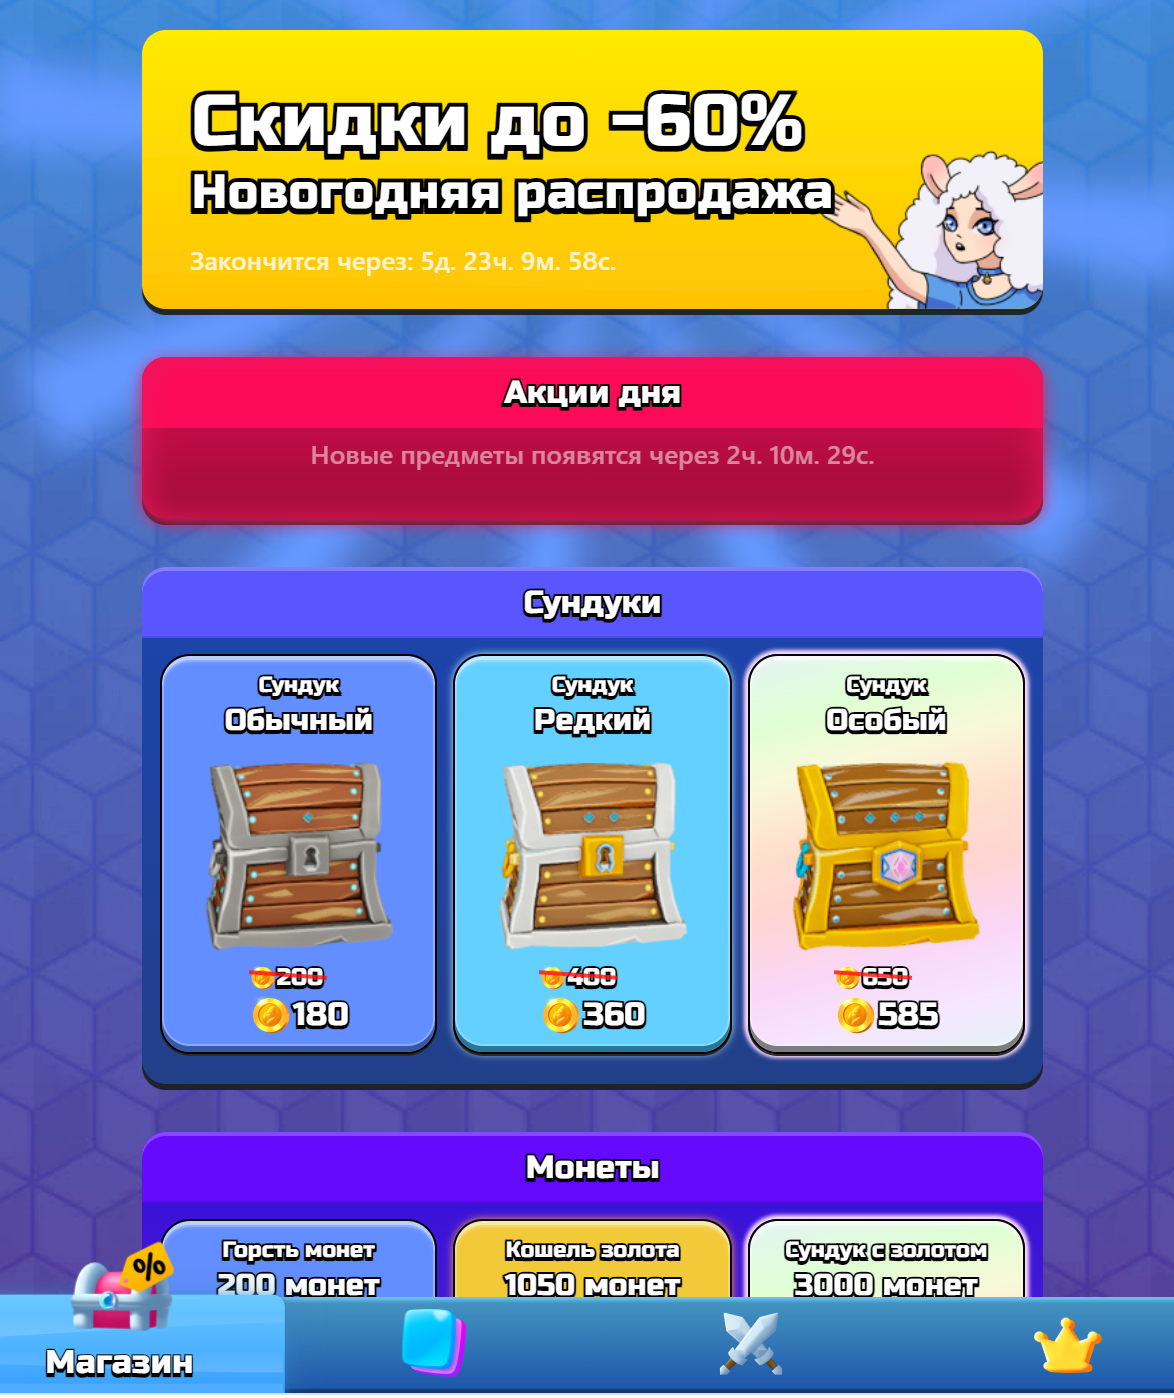 Скидки до -60%
Новогодняя распродажа
Закончится через: 5д. 23ч. 9м. 58с.
Акции дня
Новые предметы появятся через 2ч. 10м. 29с.
Сундуки
Сундук
Обычный
200
180
Сундук
Редкий
400
360
Сундук
Особый
650
585
Монеты
Горсть монет
200 монет
Кошель золота
1050 монет
Сундук с золотом
3000 монет
%
Магазин